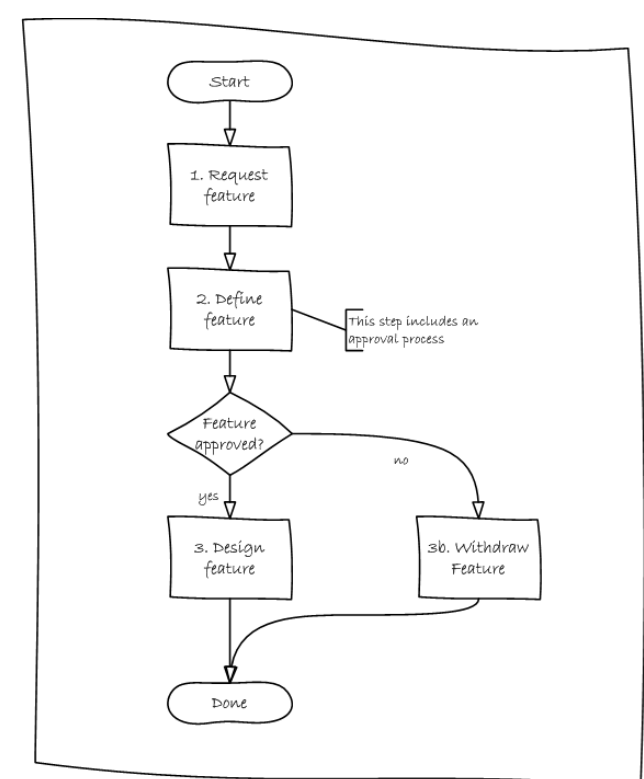 Start
1. Request
feature
2. Define
feature
This step includes an
approval process
Feature
approved?
no
yes
3. Design
feature
3b. Withdraw
Feature
Done